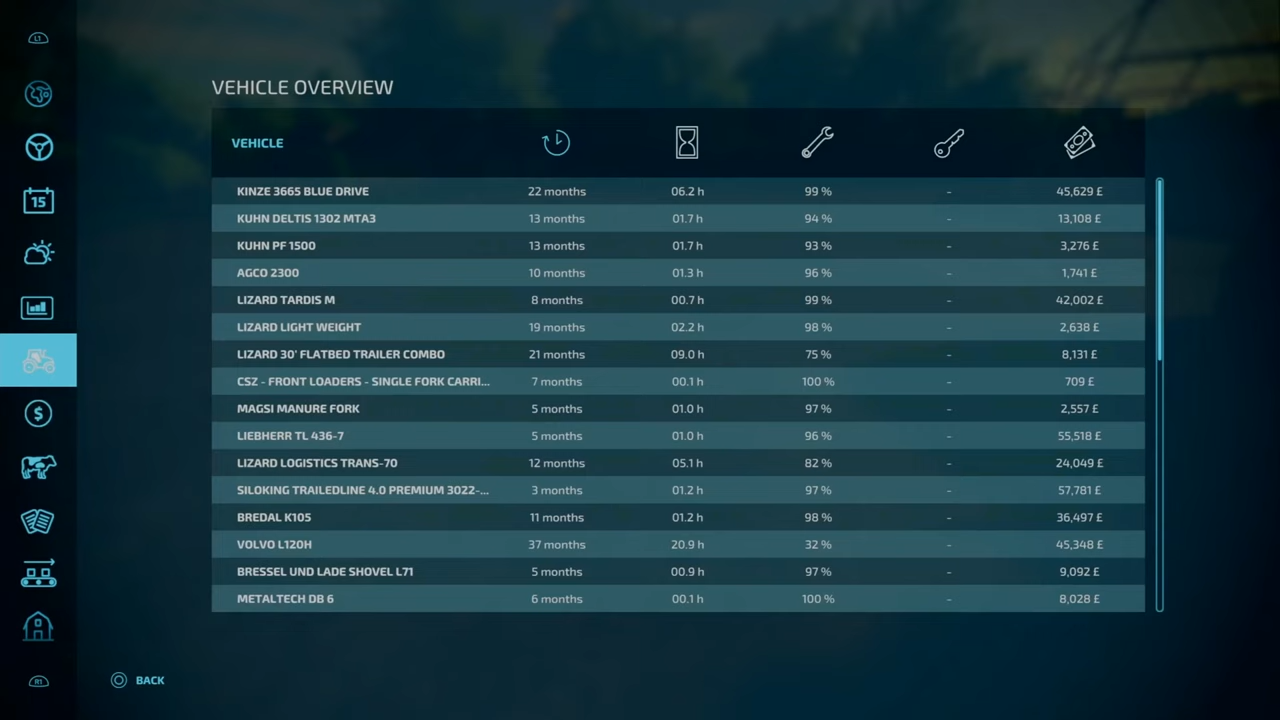 L1
VEHICLE OVERVIEW
VEHICLE
KINZE 3665 BLUE DRIVE 22 months 06.2 h 99 % - 45,629 £
KUHN DELTIS 1302 MTA3 13 months 01.7 h 94 % - 13,108 £
KUHN PF 1500 13 months 01.7 h 93 % - 3,276 £
AGCO 2300 10 months 01.3 h 96 % - 1,741 £
LIZARD TARDIS M 8 months 00.7 h 99 % - 42,002 £
LIZARD LIGHT WEIGHT 19 months 02.2 h 98 % - 2,638 £
LIZARD 30' FLATBED TRAILER COMBO 21 months 09.0 h 75 % - 8,131 £
CSZ - FRONT LOADERS - SINGLE FORK CARRI... 7 months 00.1 h 100 % - 709 £
MAGSI MANURE FORK 5 months 01.0 h 97 % - 2,557 £
LIEBHERR TL 436-7 5 months 01.0 h 96 % - 55,518 £
LIZARD LOGISTICS TRANS-70 12 months 05.1 h 82 % - 24,049 £
SILOKING TRAILEDLINE 4.0 PREMIUM 3022-... 3 months 01.2 h 97 % - 57,781 £
BREDAL K105 11 months 01.2 h 98 % - 36,497 £
VOLVO L120H 37 months 20.9 h 32 % - 45,348 £
BRESSEL UND LADE SHOVEL L71 5 months 00.9 h 97 % - 9,092 £
METALTECH DB 6 6 months 00.1 h 100 % - 8,028 £
15
$
R1
BACK